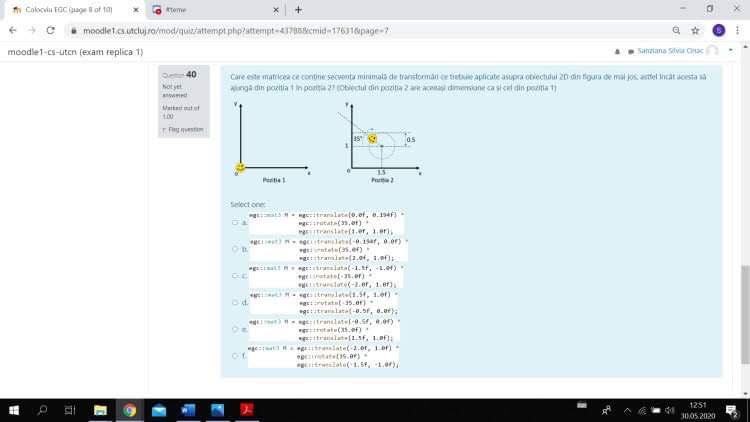 Colocviu EGC (page 8 of 10)
#teme
moodle1.cs.utcluj.ro/mod/quiz/attempt.php?attempt=43788&cmid=17631&page=7
moodle1-cs-utcn (exam replica 1)
Sanziana Silvia Cirlac
Question 40
Not yet
answered
Marked out of
1.00
Flag question
Care este matricea ce conține secvența minimală de transformări ce trebuie aplicate asupra obiectului 2D din figura de mai jos, astfel încât acesta să
ajungă din poziția 1 în poziția 2? (Obiectul din poziția 2 are aceeași dimensiune ca și cel din poziția 1)
y
0
x
Poziția 1
y
35°
0.5
1
0
1.5
x
Poziția 2
Select one:
a.
egc::mat3 M = egc::translate(0.0f, 0.194f) *
egc::rotate(35.0f) *
egc::translate(1.0f, 1.0f);
b.
egc::mat3 M = egc::translate(-0.194f, 0.0f) *
egc::rotate(35.0f) *
egc::translate(2.0f, 1.0f);
c.
egc::mat3 M = egc::translate(-1.5f, -1.0f) *
egc::rotate(-35.0f) *
egc::translate(-2.0f, 1.0f);
d.
egc::mat3 M = egc::translate(1.5f, 1.0f) *
egc::rotate(-35.0f) *
egc::translate(-0.5f, 0.0f);
e.
egc::mat3 M = egc::translate(-0.5f, 0.0f) *
egc::rotate(35.0f) *
egc::translate(1.5f, 1.0f);
f.
egc::mat3 M = egc::translate(-2.0f, 1.0f) *
egc::rotate(35.0f) *
egc::translate(-1.5f, -1.0f);
12:51
30.05.2020